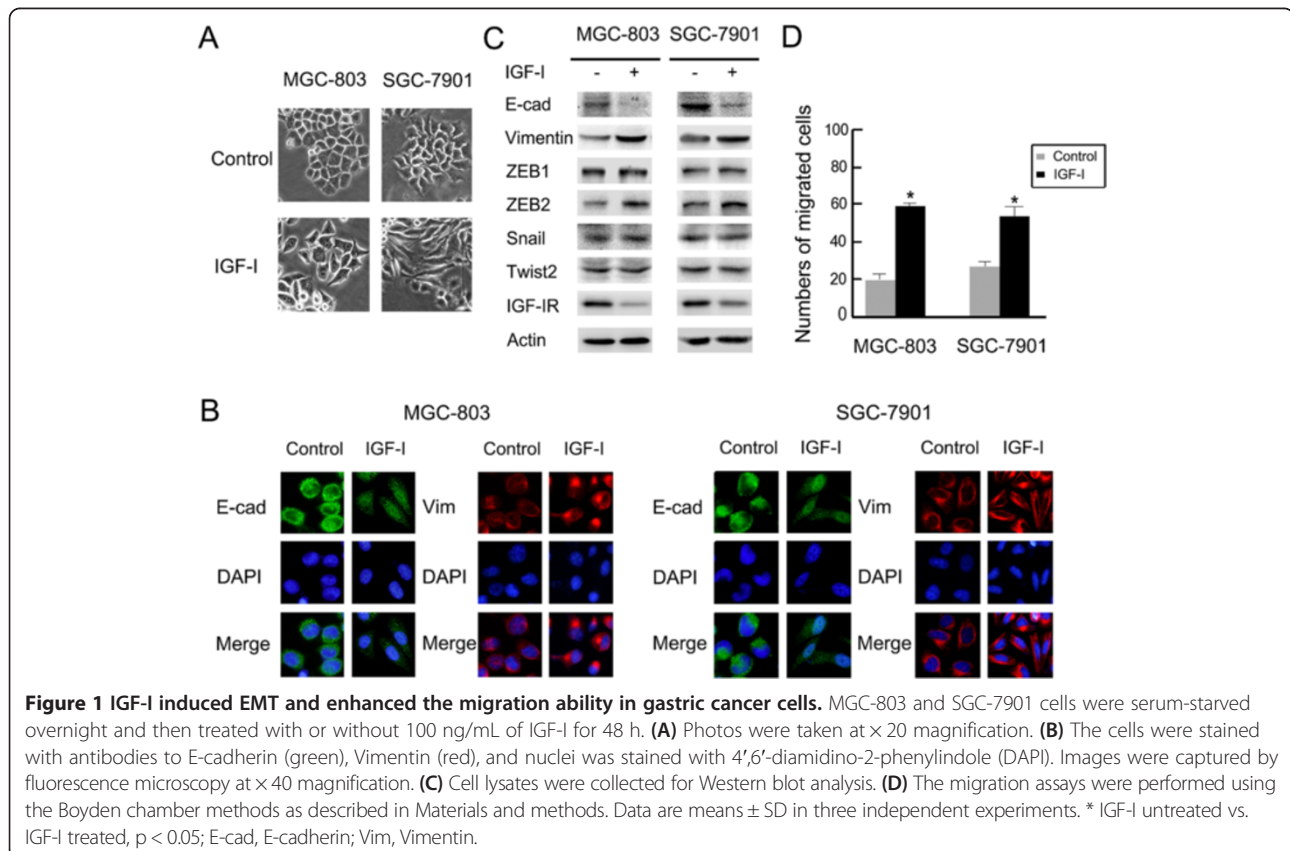 A
MGC-803 SGC-7901
Control
IGF-I
C
MGC-803 SGC-7901
IGF-I - + - +
E-cad
Vimentin
ZEB1
ZEB2
Snail
Twist2
IGF-IR
Actin
D
Numbers of migrated cells
100
80
60
40
20
0
Control
IGF-I
* *
MGC-803 SGC-7901
B
MGC-803 SGC-7901
Control IGF-I Control IGF-I Control IGF-I Control IGF-I
E-cad Vim E-cad Vim
DAPI DAPI DAPI DAPI
Merge Merge Merge Merge
Figure 1 IGF-I induced EMT and enhanced the migration ability in gastric cancer cells. MGC-803 and SGC-7901 cells were serum-starved
overnight and then treated with or without 100 ng/mL of IGF-I for 48 h. (A) Photos were taken at × 20 magnification. (B) The cells were stained
with antibodies to E-cadherin (green), Vimentin (red), and nuclei was stained with 4′,6′-diamidino-2-phenylindole (DAPI). Images were captured by
fluorescence microscopy at × 40 magnification. (C) Cell lysates were collected for Western blot analysis. (D) The migration assays were performed using
the Boyden chamber methods as described in Materials and methods. Data are means ± SD in three independent experiments. * IGF-I untreated vs.
IGF-I treated, p < 0.05; E-cad, E-cadherin; Vim, Vimentin.